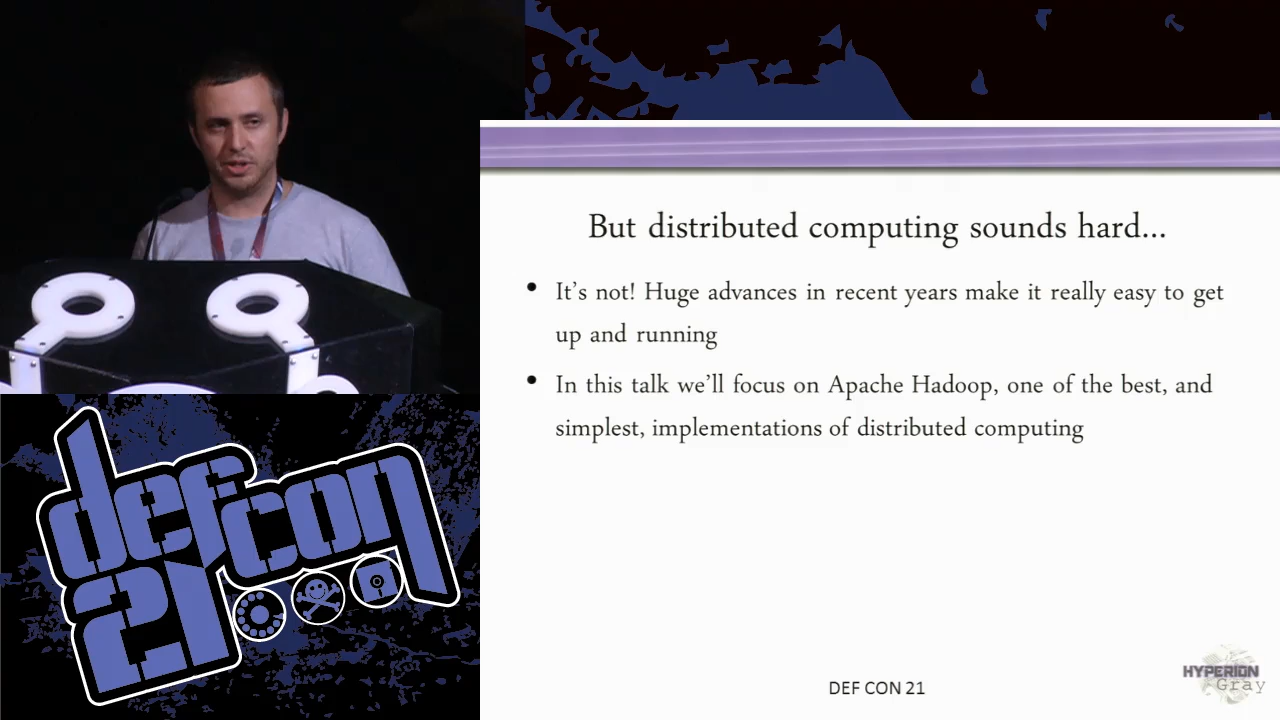 But distributed computing sounds hard...
• It's not! Huge advances in recent years make it really easy to get
up and running
• In this talk we'll focus on Apache Hadoop, one of the best, and
simplest, implementations of distributed computing
defcon
21
DEF CON 21
HYPERION
Gray